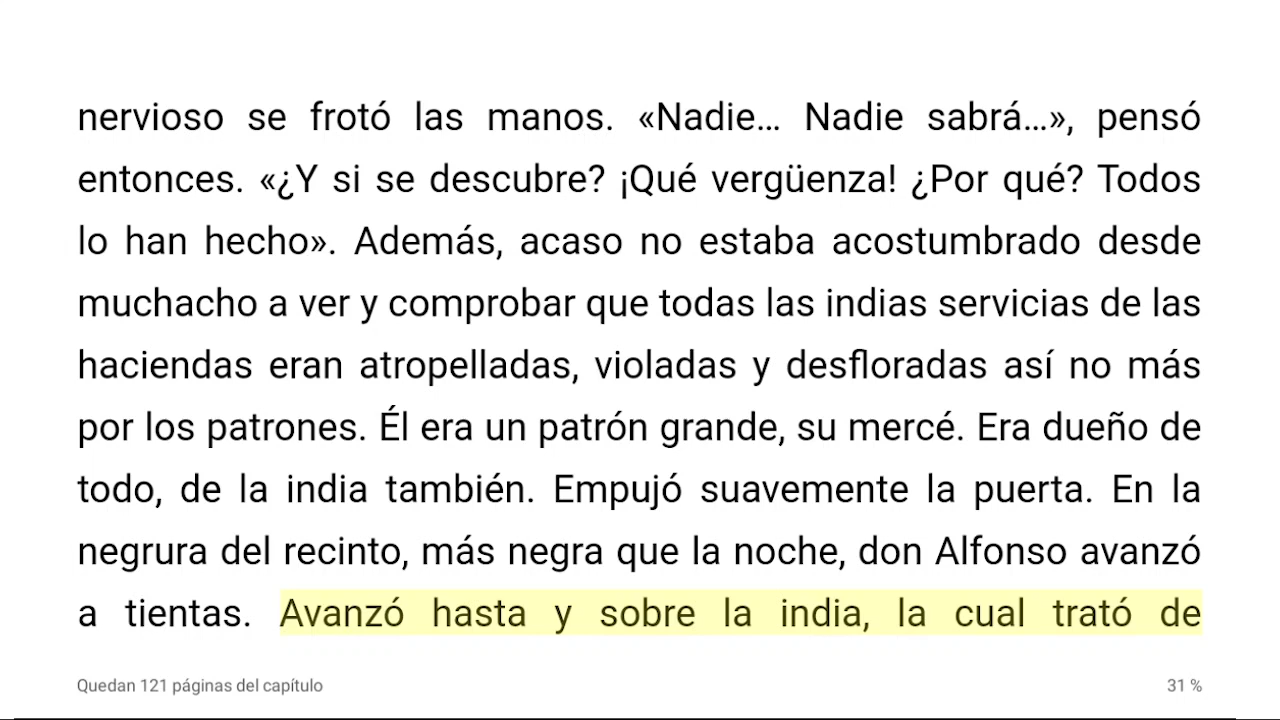 nervioso se frotó las manos. «Nadie… Nadie sabrá…», pensó
entonces. «¿Y si se descubre? ¡Qué vergüenza! ¿Por qué? Todos
lo han hecho». Además, acaso no estaba acostumbrado desde
muchacho a ver y comprobar que todas las indias servicias de las
haciendas eran atropelladas, violadas y desfloradas así no más
por los patrones. Él era un patrón grande, su mercé. Era dueño de
todo, de la india también. Empujó suavemente la puerta. En la
negrura del recinto, más negra que la noche, don Alfonso avanzó
a tientas. Avanzó hasta y sobre la india, la cual trató de
Quedan 121 páginas del capítulo
31 %